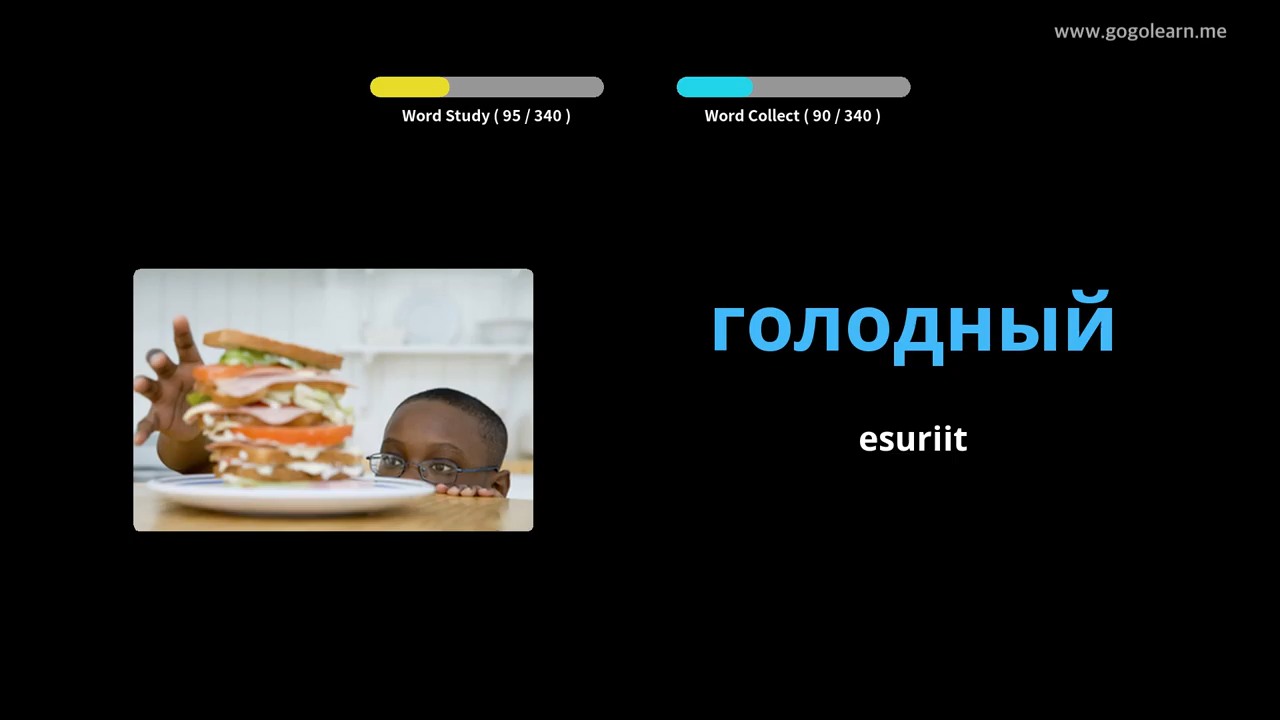 www.gogolearn.me
Word Study ( 95 / 340 )
Word Collect ( 90 / 340 )
голодный
esuriit